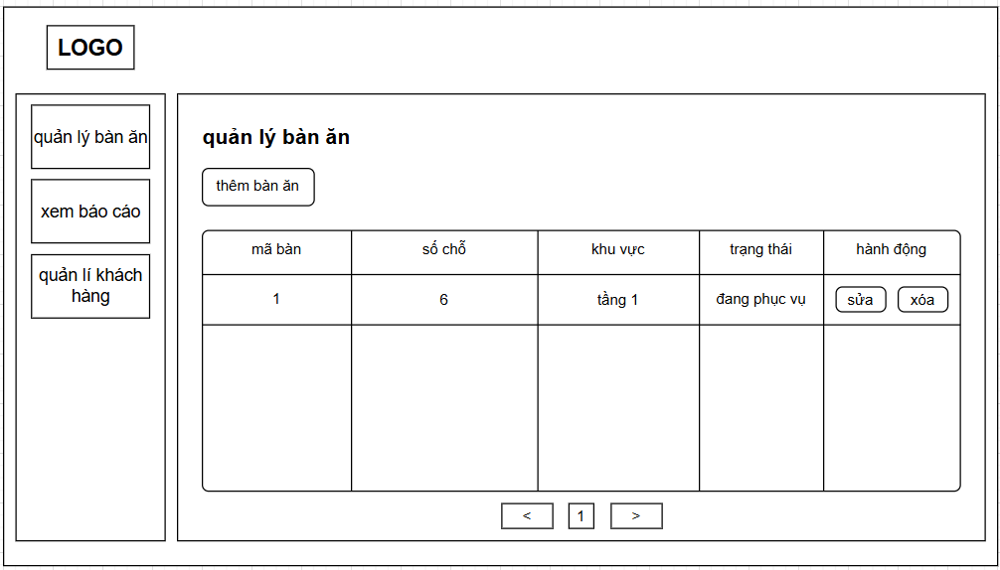 LOGO
quản lý bàn ăn
xem báo cáo
quản lí khách
hàng
quản lý bàn ăn
thêm bàn ăn
mã bàn số chỗ khu vực trạng thái hành động
1 6 tầng 1 đang phục vụ sửa xóa
< 1 >